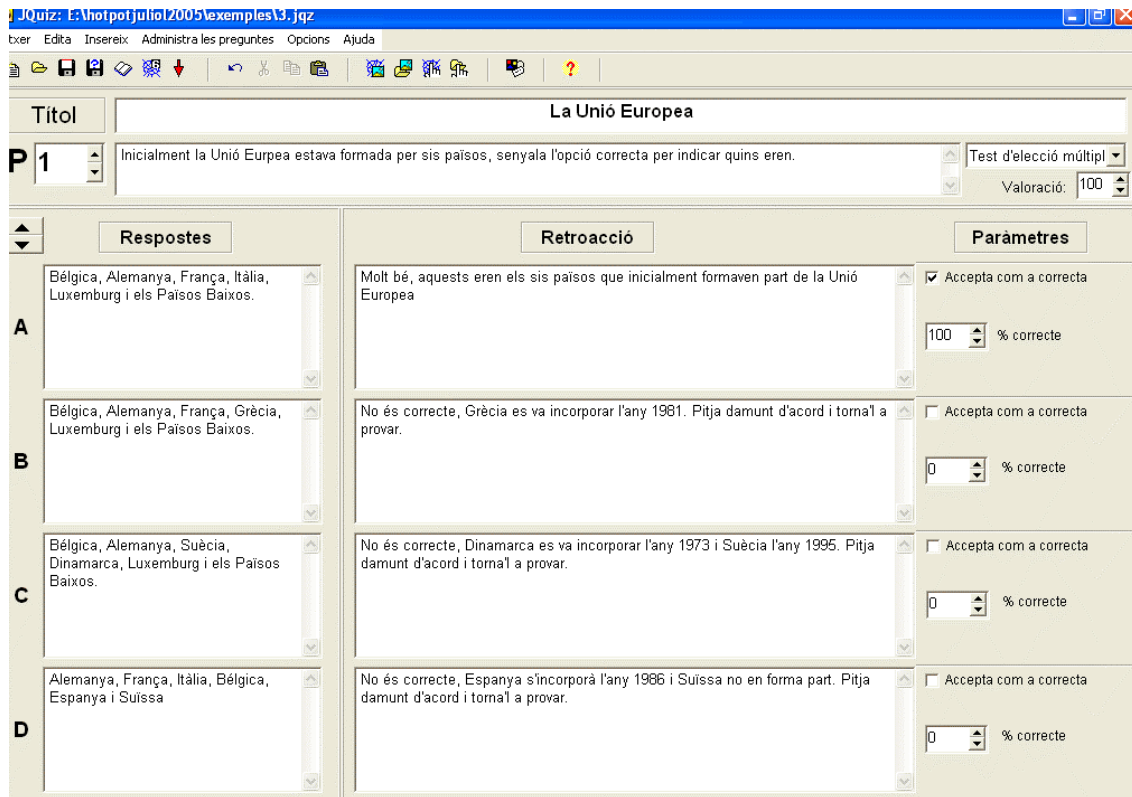 JQuiz: E:\hotpotjuliol2005\exemples\3.jqz
txer Edita Insereix Administra les preguntes Opcions Ajuda
Títol
La Unió Europea
P 1
Inicialment la Unió Eurpea estava formada per sis països, senyala l'opció correcta per indicar quins eren.
Test d'elecció múltipl
Valoració: 100
Respostes
Retroacció
Paràmetres
A
Bélgica, Alemanya, França, Itàlia,
Luxemburg i els Països Baixos.
Molt bé, aquests eren els sis països que inicialment formaven part de la Unió
Europea
Accepta com a correcta
100 % correcte
B
Bélgica, Alemanya, França, Grècia,
Luxemburg i els Països Baixos.
No és correcte, Grècia es va incorporar l'any 1981. Pitja damunt d'acord i torna'l a
provar.
Accepta com a correcta
0 % correcte
C
Bélgica, Alemanya, Suècia,
Dinamarca, Luxemburg i els Països
Baixos.
No és correcte, Dinamarca es va incorporar l'any 1973 i Suècia l'any 1995. Pitja
damunt d'acord i torna'l a provar.
Accepta com a correcta
0 % correcte
D
Alemanya, França, Itàlia, Bélgica,
Espanya i Suïssa
No és correcte, Espanya s'incorporà l'any 1986 i Suïssa no en forma part. Pitja
damunt d'acord i torna'l a provar.
Accepta com a correcta
0 % correcte